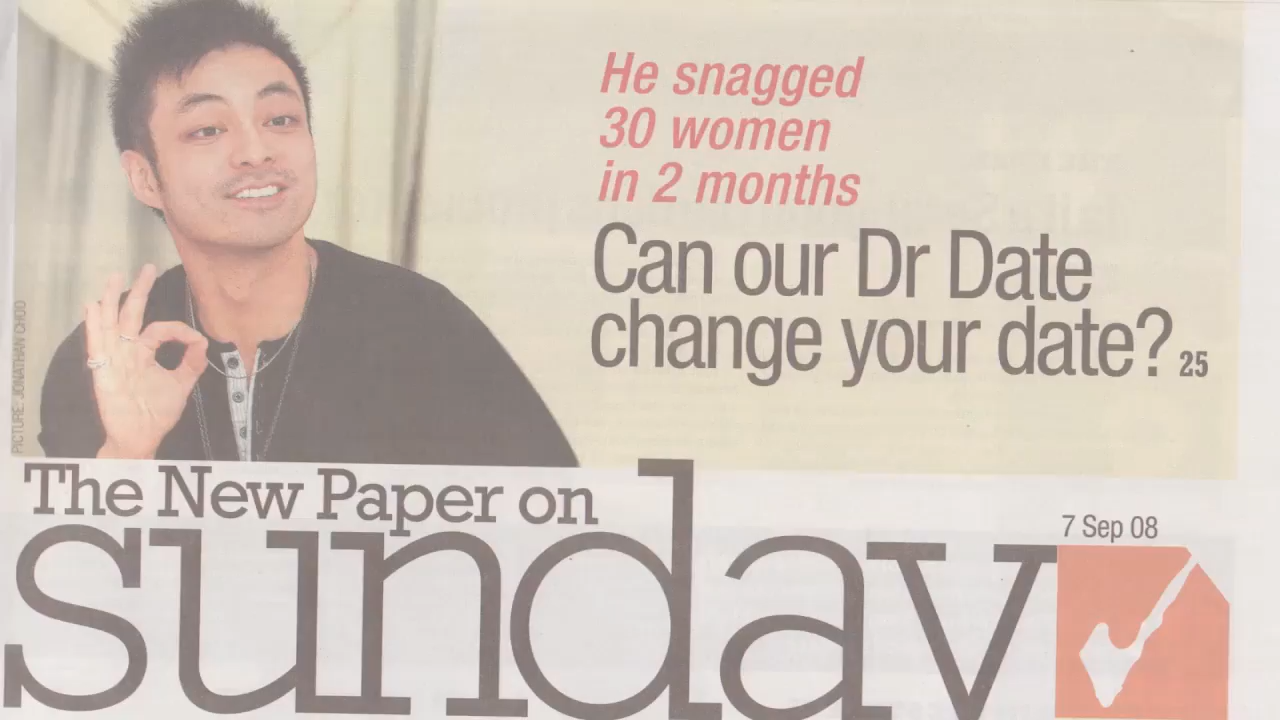 He snagged
30 women
in 2 months
Can our Dr Date
change your date? 25
PICTURE: JONATHAN CHOO
The New Paper on
sunday
7 Sep 08